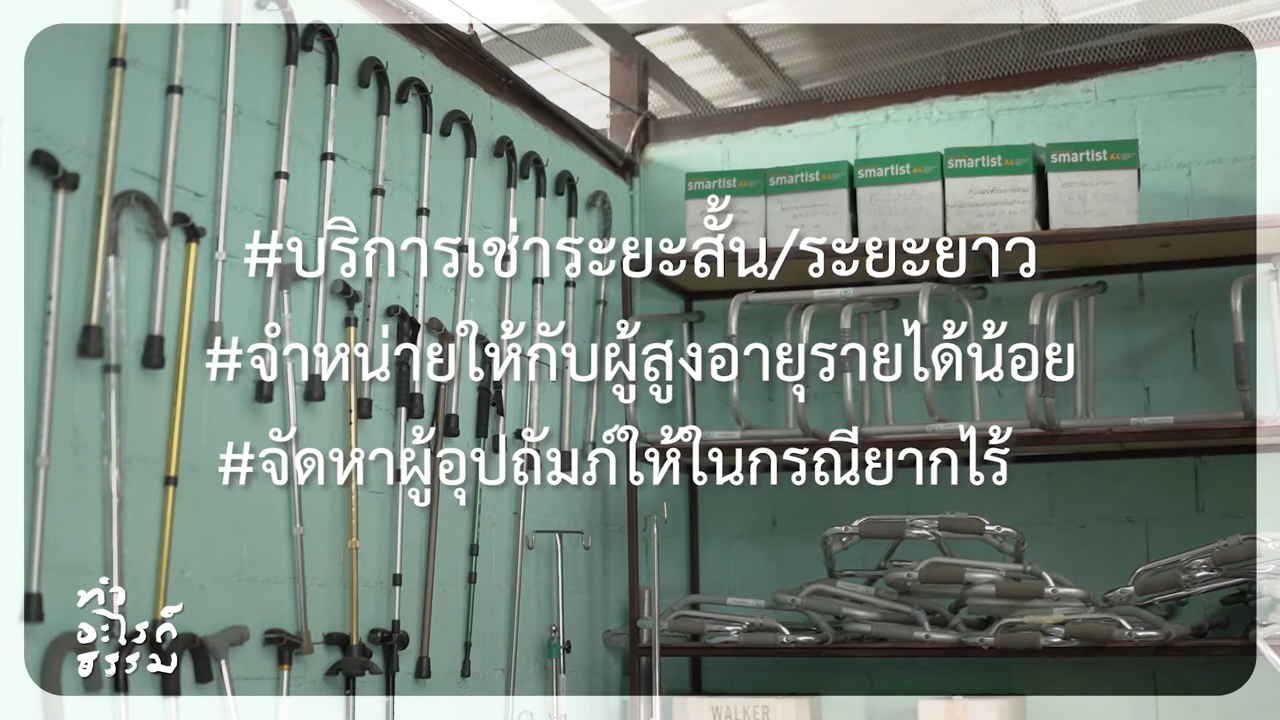 smartist A4
smartist A4
smartist A4
smartist A4
smartist A4
#บริการเช่าระยะสั้น/ระยะยาว
#จำหน่ายให้กับผู้สูงอายุรายได้น้อย
#จัดหาผู้อุปถัมภ์ให้ในกรณียากไร้
ทำ
อะไรก็
ธรรม
WALKER